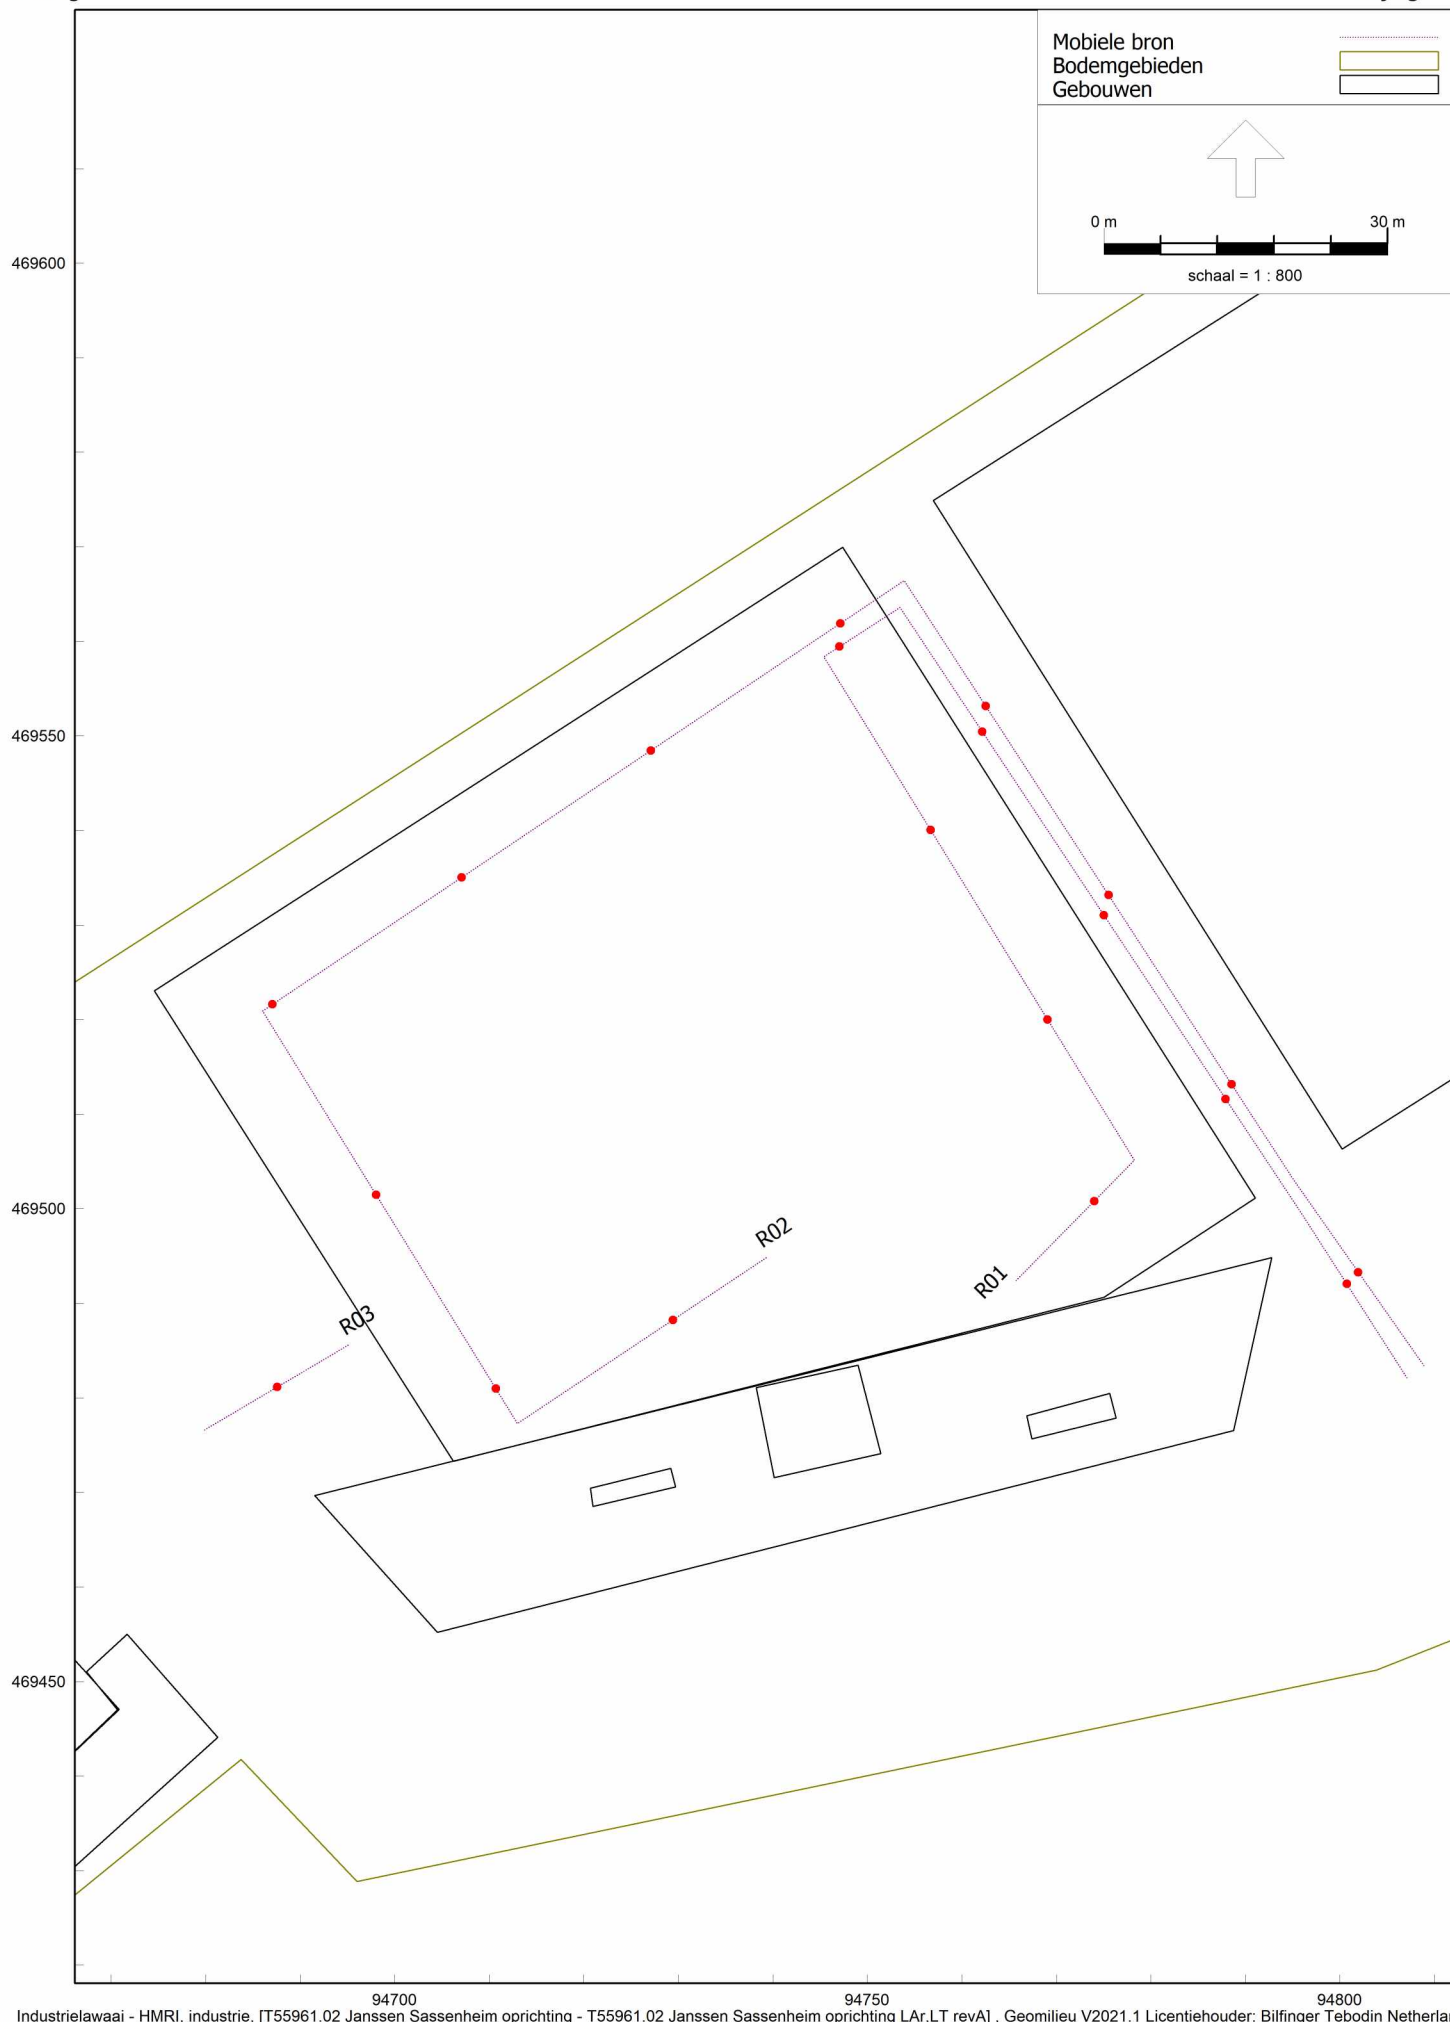 Mobiele bron
Bodemgebieden
Gebouwen
0 m 30 m
schaal = 1 : 800
469600
469550
469500
469450
R02
R01
R03
94700 94750 94800
Industrielawaai - HMRI, industrie, [T55961.02 Janssen Sassenheim oprichting - T55961.02 Janssen Sassenheim oprichting LAr,LT revA] , Geomilieu V2021.1 Licentiehouder: Bilfinger Tebodin